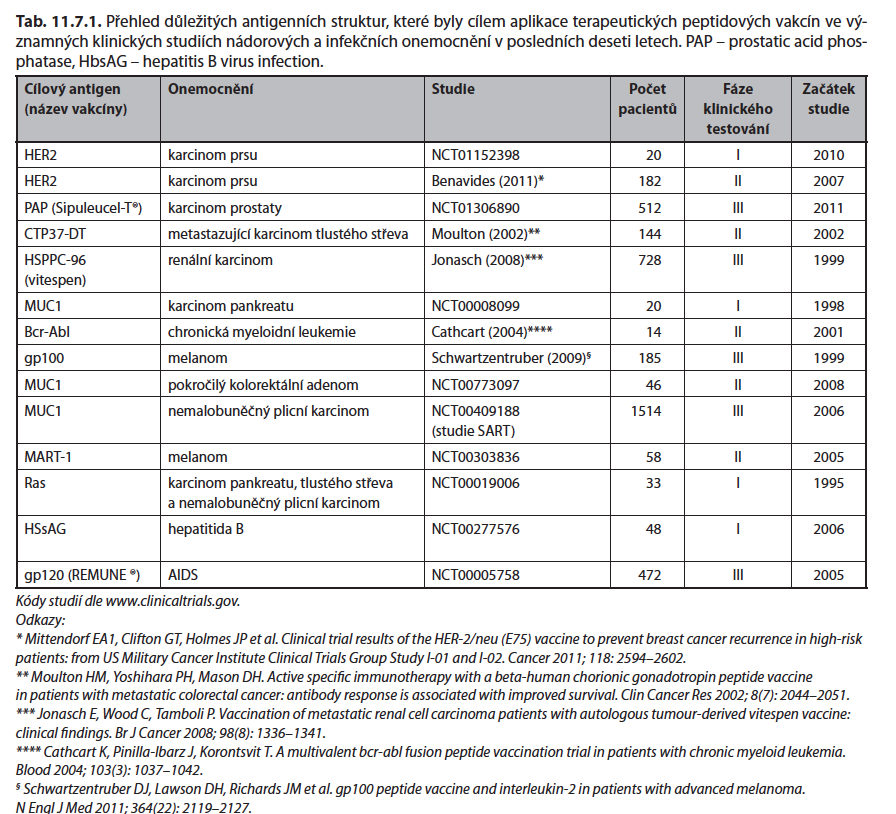 Tab. 11.7.1. Přehled důležitých antigenních struktur, které byly cílem aplikace terapeutických peptidových vakcín ve vý-
znamných klinických studiích nádorových a infekčních onemocnění v posledních deseti letech. PAP – prostatic acid phos-
phatase, HbsAG – hepatitis B virus infection.
Cílový antigen (název vakcíny) Onemocnění Studie Počet pacientů Fáze klinického testování Začátek studie
HER2 karcinom prsu NCT01152398 20 I 2010
HER2 karcinom prsu Benavides (2011)* 182 II 2007
PAP (Sipuleucel-T®) karcinom prostaty NCT01306890 512 III 2011
CTP37-DT metastazující karcinom tlustého střeva Moulton (2002)** 144 II 2002
HSPPC-96 (vitespen) renální karcinom Jonasch (2008)*** 728 III 1999
MUC1 karcinom pankreatu NCT00008099 20 I 1998
Bcr-Abl chronická myeloidní leukemie Cathcart (2004)**** 14 II 2001
gp100 melanom Schwartzentruber (2009)§ 185 III 1999
MUC1 pokročilý kolorektální adenom NCT00773097 46 II 2008
MUC1 nemalobuněčný plicní karcinom NCT00409188 (studie SART) 1514 III 2006
MART-1 melanom NCT00303836 58 II 2005
Ras karcinom pankreatu, tlustého střeva a nemalobuněčný plicní karcinom NCT00019006 33 I 1995
HSsAG hepatitida B NCT00277576 48 I 2006
gp120 (REMUNE ®) AIDS NCT00005758 472 III 2005
Kódy studií dle www.clinicaltrials.gov.
Odkazy:
* Mittendorf EA1, Clifton GT, Holmes JP et al. Clinical trial results of the HER-2/neu (E75) vaccine to prevent breast cancer recurrence in high-risk
patients: from US Military Cancer Institute Clinical Trials Group Study I-01 and I-02. Cancer 2011; 118: 2594–2602.
** Moulton HM, Yoshihara PH, Mason DH. Active specific immunotherapy with a beta-human chorionic gonadotropin peptide vaccine
in patients with metastatic colorectal cancer: antibody response is associated with improved survival. Clin Cancer Res 2002; 8(7): 2044–2051.
*** Jonasch E, Wood C, Tamboli P. Vaccination of metastatic renal cell carcinoma patients with autologous tumour-derived vitespen vaccine:
clinical findings. Br J Cancer 2008; 98(8): 1336–1341.
**** Cathcart K, Pinilla-Ibarz J, Korontsvit T. A multivalent bcr-abl fusion peptide vaccination trial in patients with chronic myeloid leukemia.
Blood 2004; 103(3): 1037–1042.
§ Schwartzentruber DJ, Lawson DH, Richards JM et al. gp100 peptide vaccine and interleukin-2 in patients with advanced melanoma.
N Engl J Med 2011; 364(22): 2119–2127.